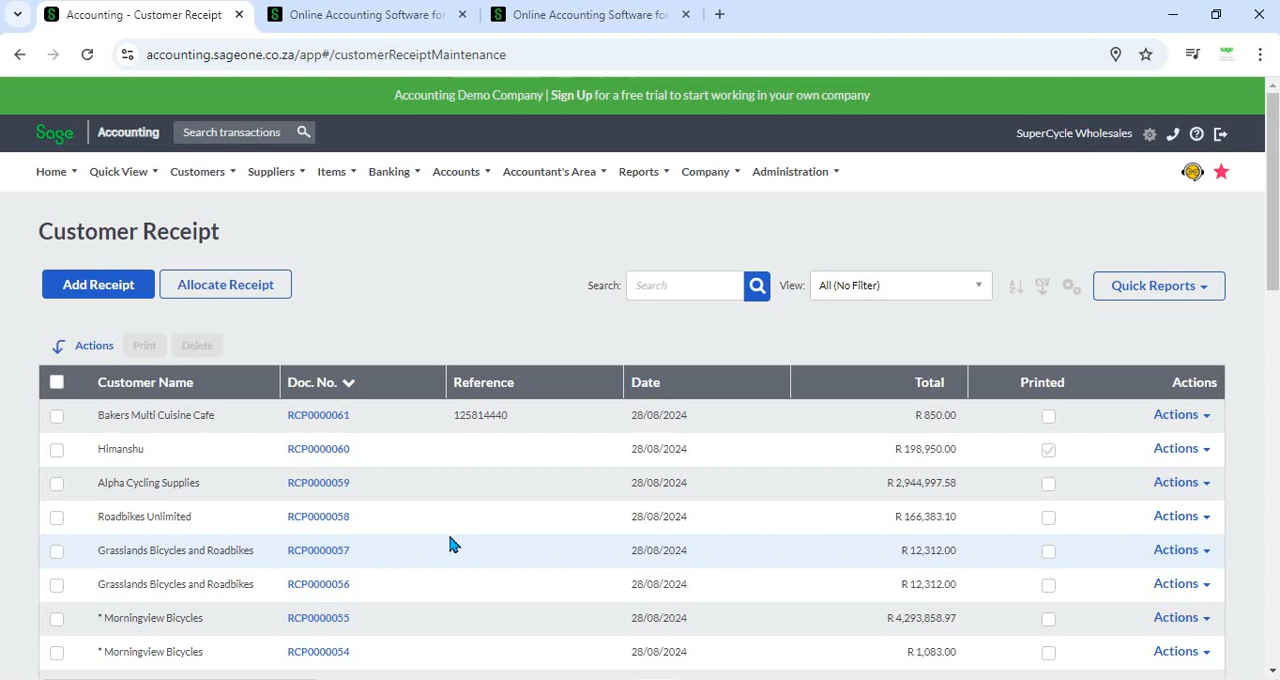 Accounting - Customer Receipt
Online Accounting Software for
Online Accounting Software for
accounting.sageone.co.za/app#/customerReceiptMaintenance
Accounting Demo Company | Sign Up for a free trial to start working in your own company
Sage Accounting Search transactions SuperCycle Wholesales
Home Quick View Customers Suppliers Items Banking Accounts Accountant's Area Reports Company Administration
Customer Receipt
Add Receipt Allocate Receipt Search: Search View: All (No Filter) Quick Reports
Actions Print Delete
Customer Name Doc. No. Reference Date Total Printed Actions
Bakers Multi Cuisine Cafe RCP0000061 125814440 28/08/2024 R 850.00 Actions
Himanshu RCP0000060 28/08/2024 R 198,950.00 Actions
Alpha Cycling Supplies RCP0000059 28/08/2024 R 2,944,997.58 Actions
Roadbikes Unlimited RCP0000058 28/08/2024 R 166,383.10 Actions
Grasslands Bicycles and Roadbikes RCP0000057 28/08/2024 R 12,312.00 Actions
Grasslands Bicycles and Roadbikes RCP0000056 28/08/2024 R 12,312.00 Actions
* Morningview Bicycles RCP0000055 28/08/2024 R 4,293,858.97 Actions
* Morningview Bicycles RCP0000054 28/08/2024 R 1,083.00 Actions